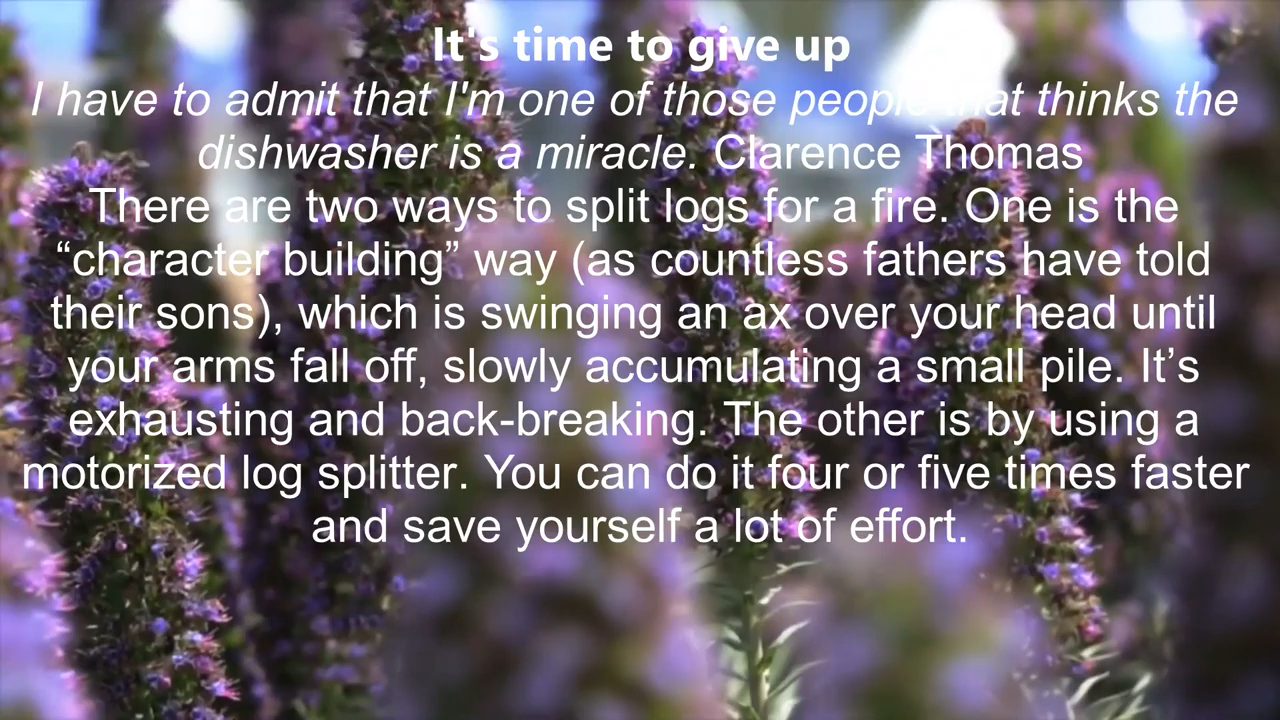 It's time to give up
I have to admit that I'm one of those people that thinks the
dishwasher is a miracle. Clarence Thomas
There are two ways to split logs for a fire. One is the
“character building” way (as countless fathers have told
their sons), which is swinging an ax over your head until
your arms fall off, slowly accumulating a small pile. It’s
exhausting and back-breaking. The other is by using a
motorized log splitter. You can do it four or five times faster
and save yourself a lot of effort.